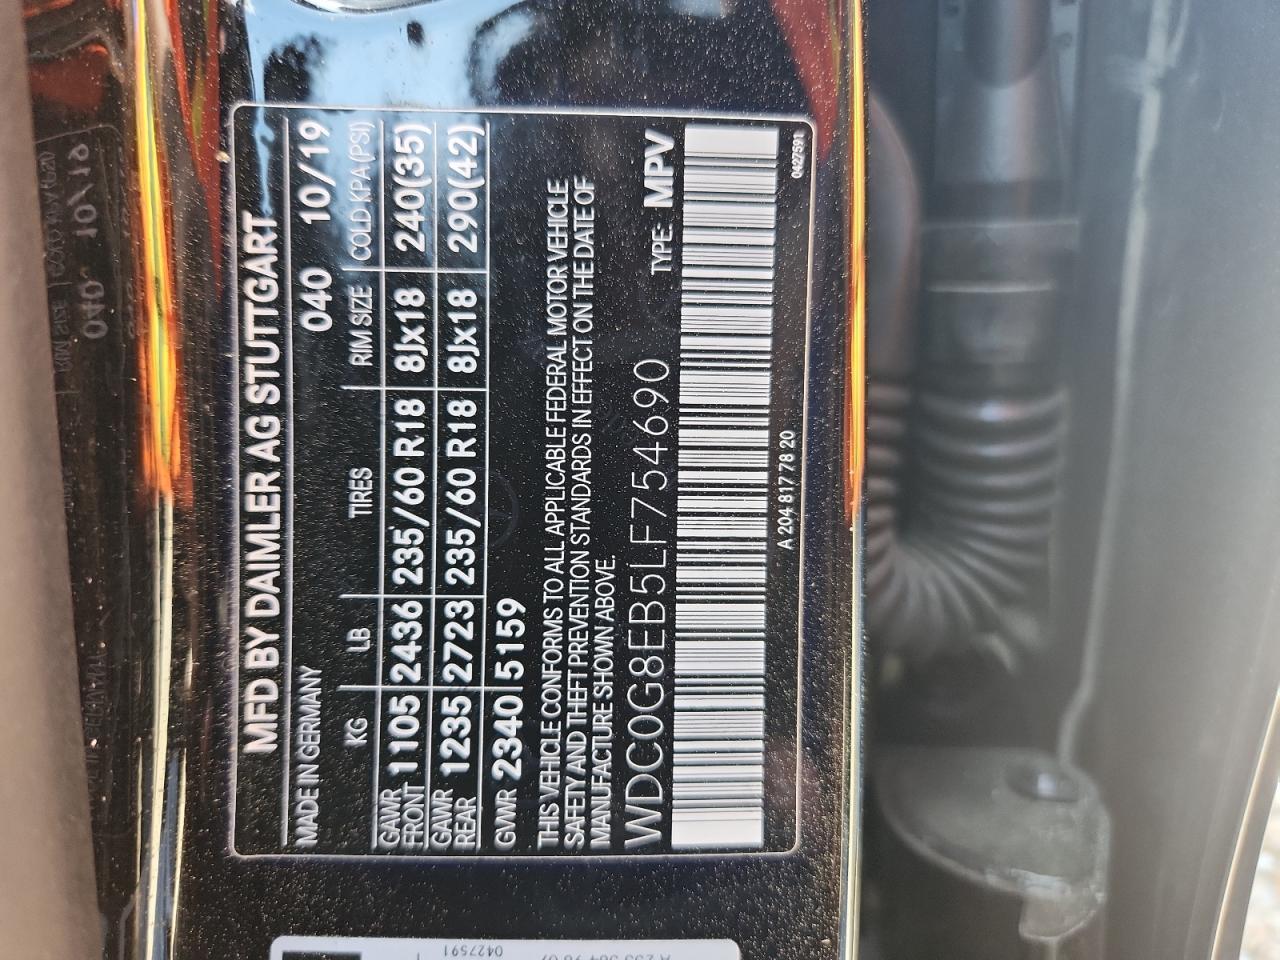 MFD BY DAIMLER AG STUTTGART
MADE IN GERMANY 040 10/19
KG LB TIRES RIM SIZE COLD KPA (PSI)
GAWR FRONT 1105 2436 235/60 R18 8Jx18 240(35)
GAWR REAR 1235 2723 235/60 R18 8Jx18 290(42)
GVWR 2340 5159
THIS VEHICLE CONFORMS TO ALL APPLICABLE FEDERAL MOTOR VEHICLE
SAFETY AND THEFT PREVENTION STANDARDS IN EFFECT ON THE DATE OF
MANUFACTURE SHOWN ABOVE.
WDC0G8EB5LF754690 TYPE: MPV
A 204 817 78 20
0427591
0427591